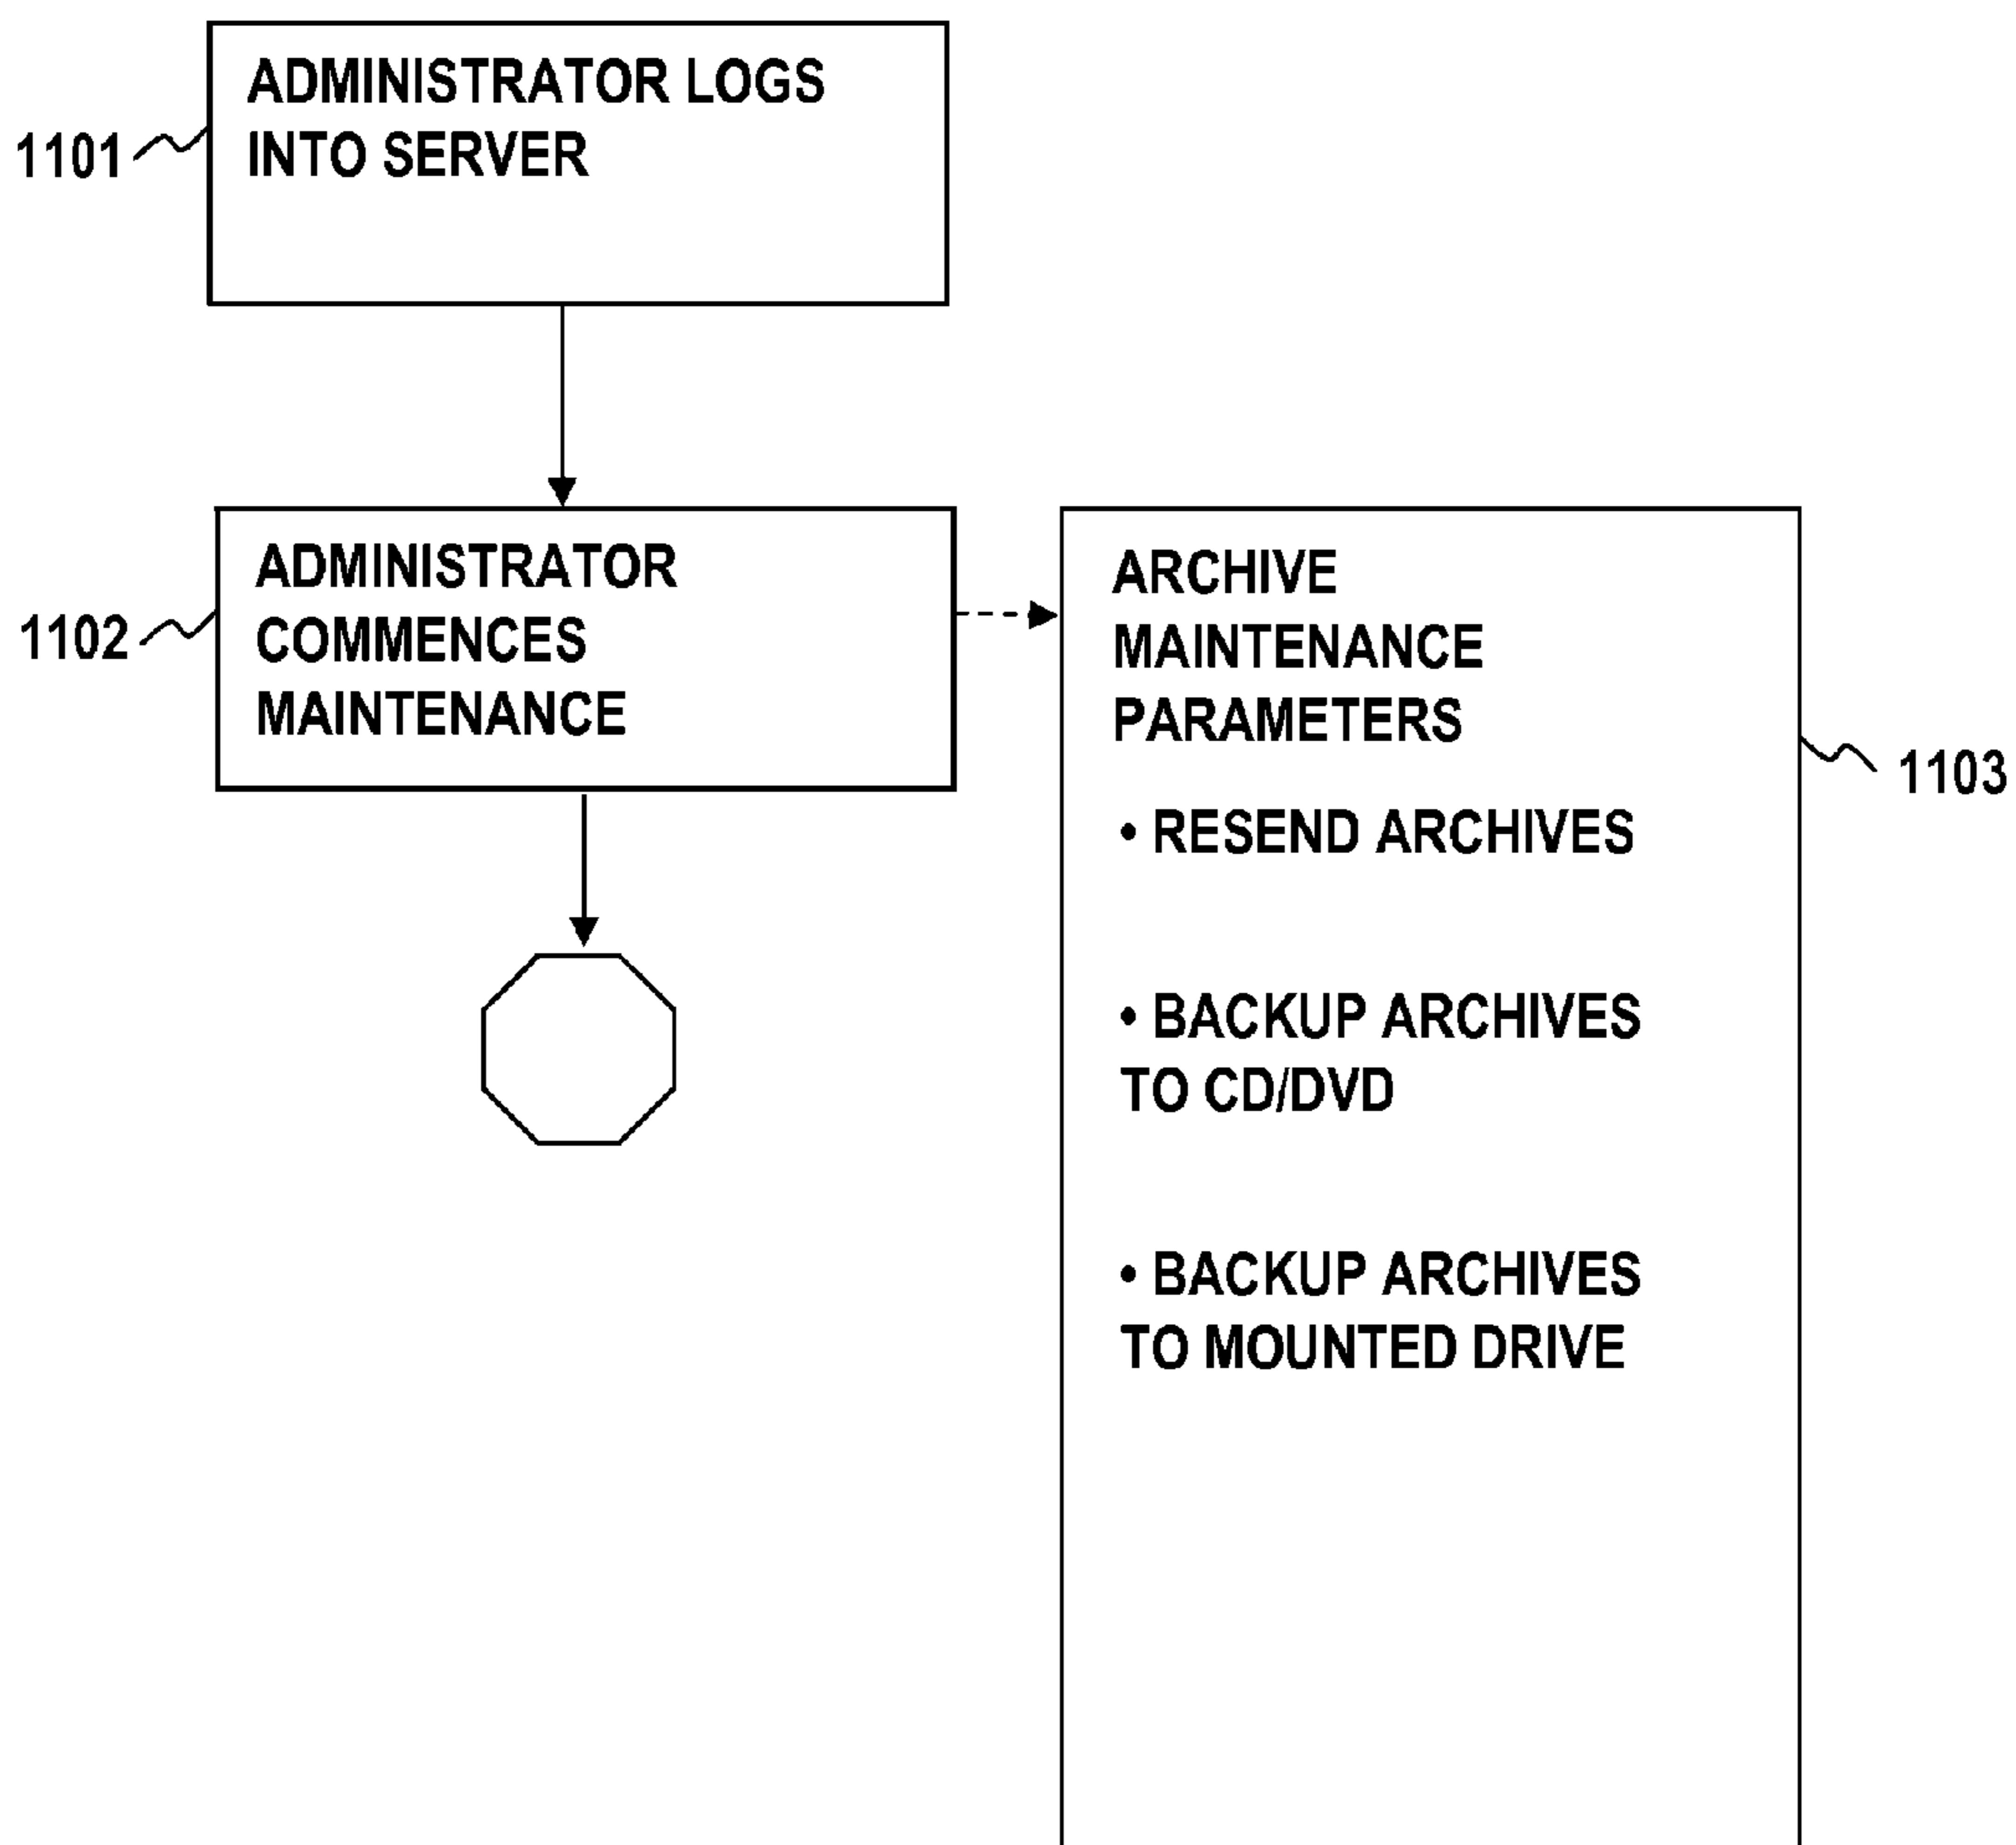 ADMINISTRATOR LOGS
INTO SERVER
1101
ADMINISTRATOR
COMMENCES
MAINTENANCE
1102
ARCHIVE
MAINTENANCE
PARAMETERS
1103
• RESEND ARCHIVES
• BACKUP ARCHIVES
TO CD/DVD
• BACKUP ARCHIVES
TO MOUNTED DRIVE